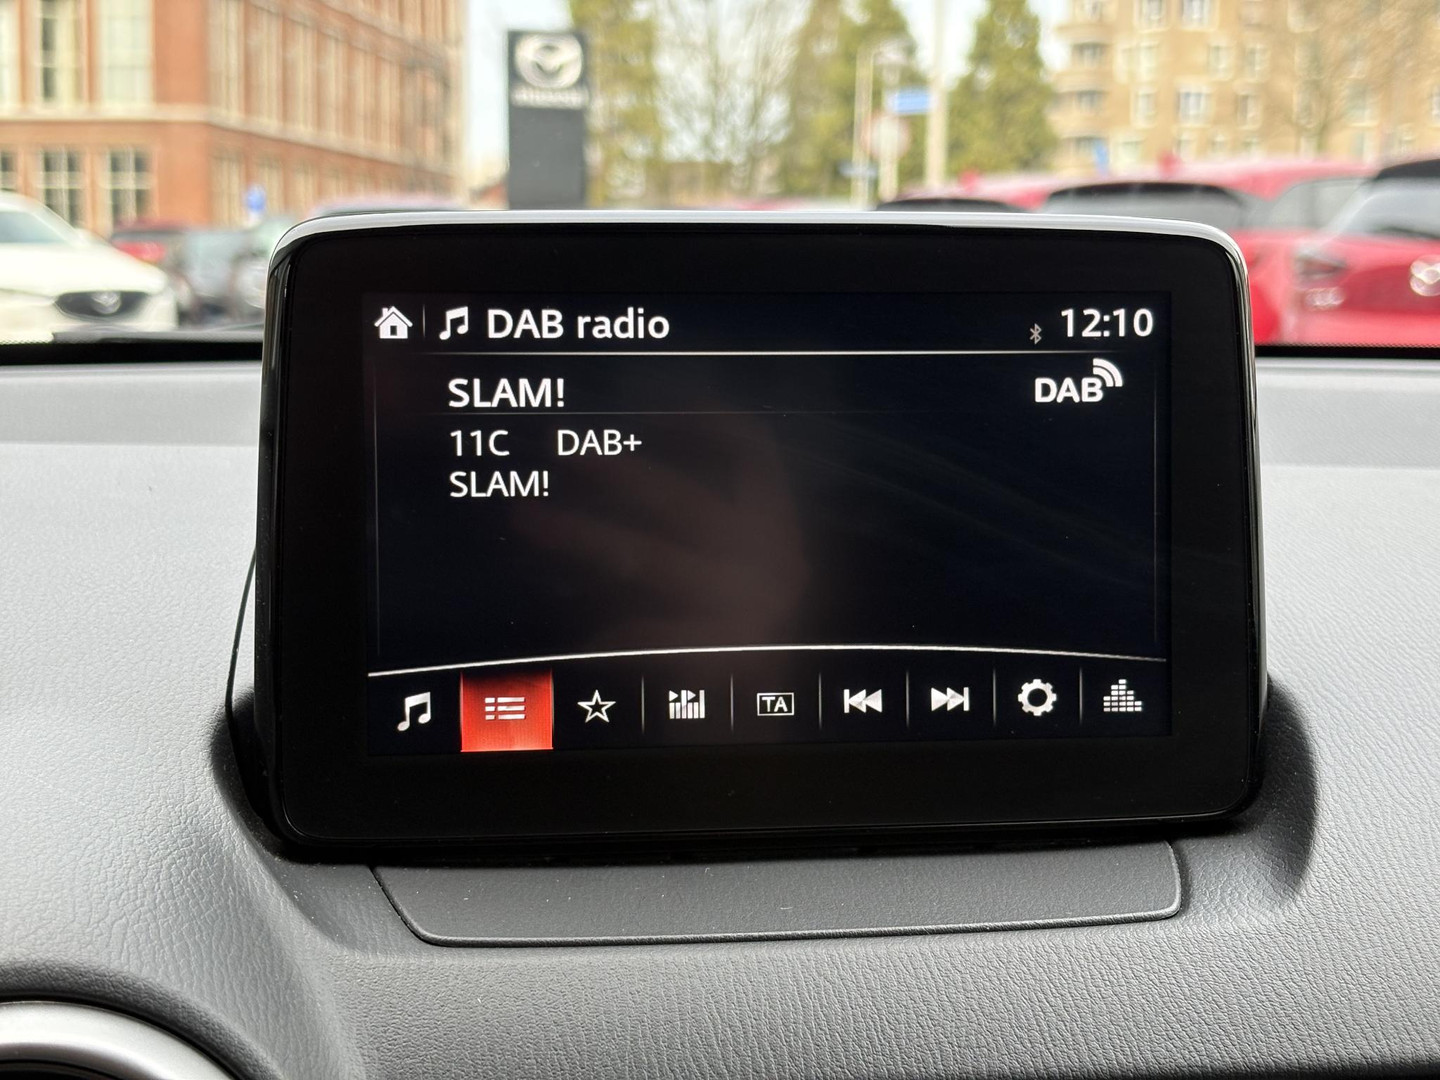 DAB radio 12:10
SLAM! DAB
11C DAB+
SLAM!
TA